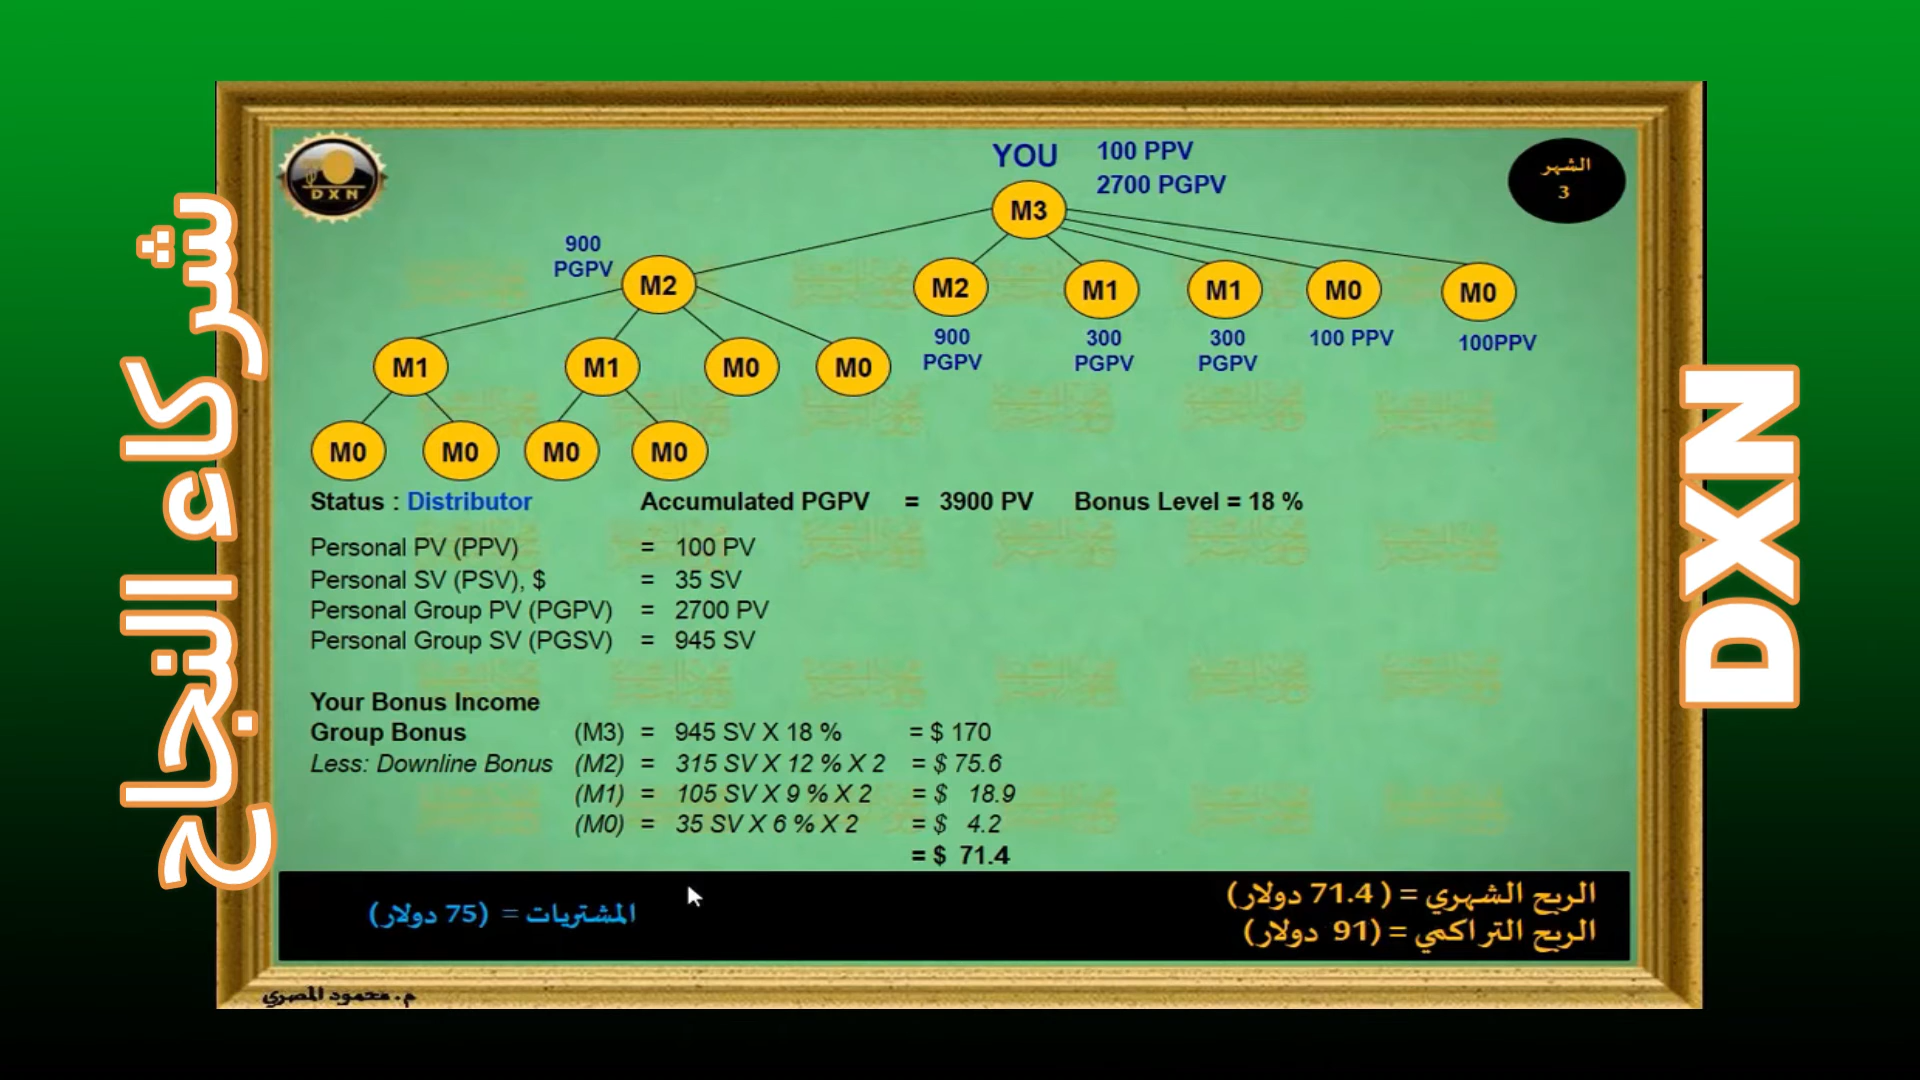 شركاء النجاح
DXN
DXN
الشهر
3
YOU
100 PPV
2700 PGPV
M3
900
PGPV
M2
M2
M1
M1
M0
M0
900
PGPV
300
PGPV
300
PGPV
100 PPV
100PPV
M1
M1
M0
M0
M0
M0
M0
M0
Status : Distributor Accumulated PGPV = 3900 PV Bonus Level = 18 %
Personal PV (PPV) = 100 PV
Personal SV (PSV), $ = 35 SV
Personal Group PV (PGPV) = 2700 PV
Personal Group SV (PGSV) = 945 SV
Your Bonus Income
Group Bonus (M3) = 945 SV X 18 % = $ 170
Less: Downline Bonus (M2) = 315 SV X 12 % X 2 = $ 75.6
(M1) = 105 SV X 9 % X 2 = $ 18.9
(M0) = 35 SV X 6 % X 2 = $ 4.2
= $ 71.4
الربح الشهري = ( 71.4 دولار)
الربح التراكمي = (91 دولار)
المشتريات = (75 دولار)
م. محمود المصري